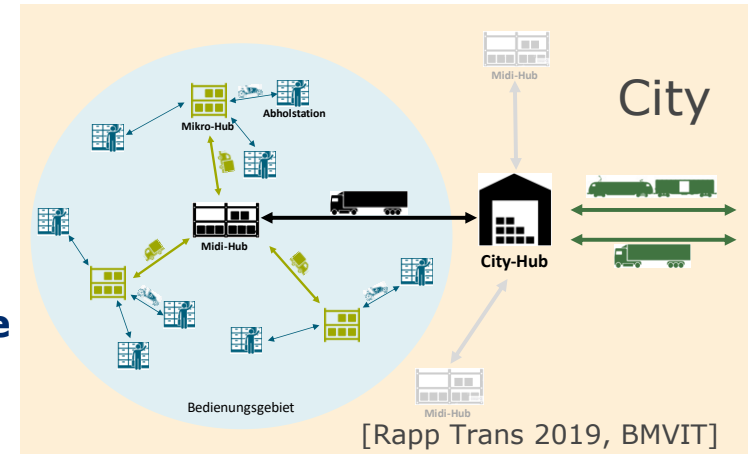 Midi-Hub
City
Abholstation
Mikro-Hub
Midi-Hub
City-Hub
e
Bedienungsgebiet
Midi-Hub
[Rapp Trans 2019, BMVIT]